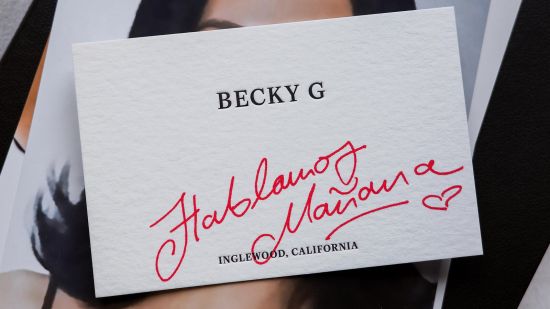 BECKY G
Hablamos
Mañana
INGLEWOOD, CALIFORNIA